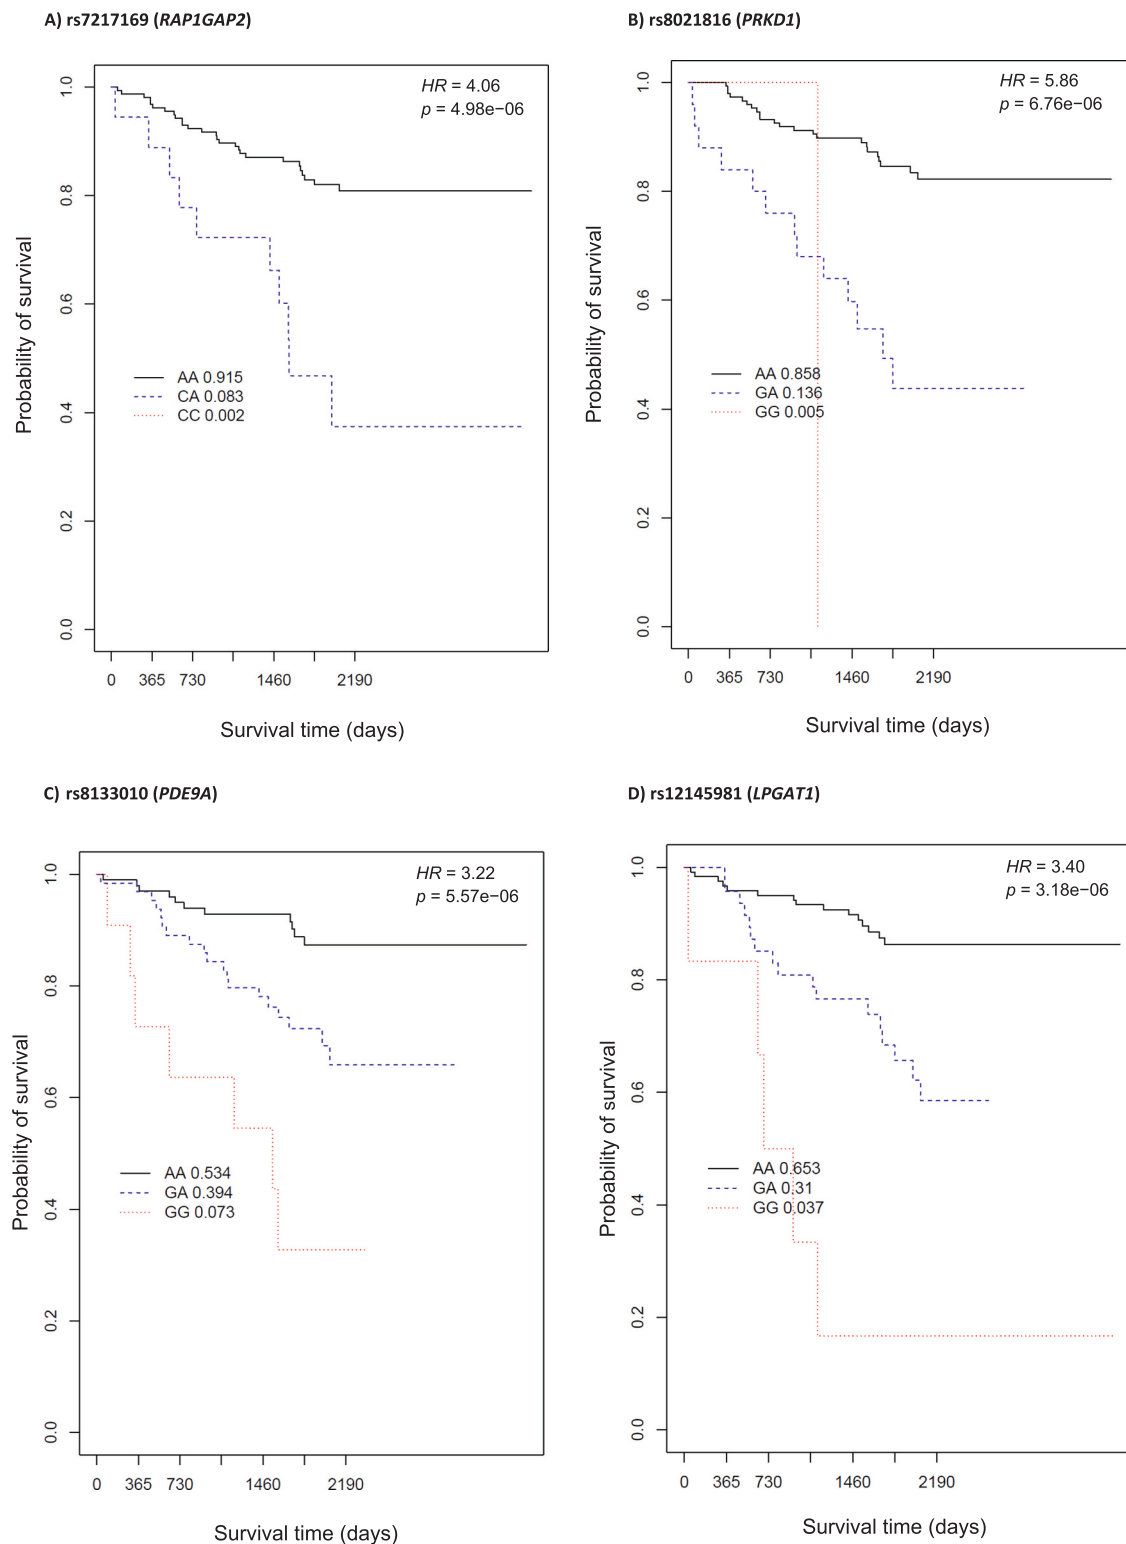 A) rs7217169 (RAP1GAP2)
HR = 4.06
p = 4.98e−06
Probability of survival
1.0
0.8
0.6
0.4
0.2
0.0
AA 0.915
CA 0.083
CC 0.002
0 365 730 1460 2190
Survival time (days)
B) rs8021816 (PRKD1)
HR = 5.86
p = 6.76e−06
Probability of survival
1.0
0.8
0.6
0.4
0.2
0.0
AA 0.858
GA 0.136
GG 0.005
0 365 730 1460 2190
Survival time (days)
C) rs8133010 (PDE9A)
HR = 3.22
p = 5.57e−06
Probability of survival
1.0
0.8
0.6
0.4
0.2
0.0
AA 0.534
GA 0.394
GG 0.073
0 365 730 1460 2190
Survival time (days)
D) rs12145981 (LPGAT1)
HR = 3.40
p = 3.18e−06
Probability of survival
1.0
0.8
0.6
0.4
0.2
0.0
AA 0.653
GA 0.31
GG 0.037
0 365 730 1460 2190
Survival time (days)